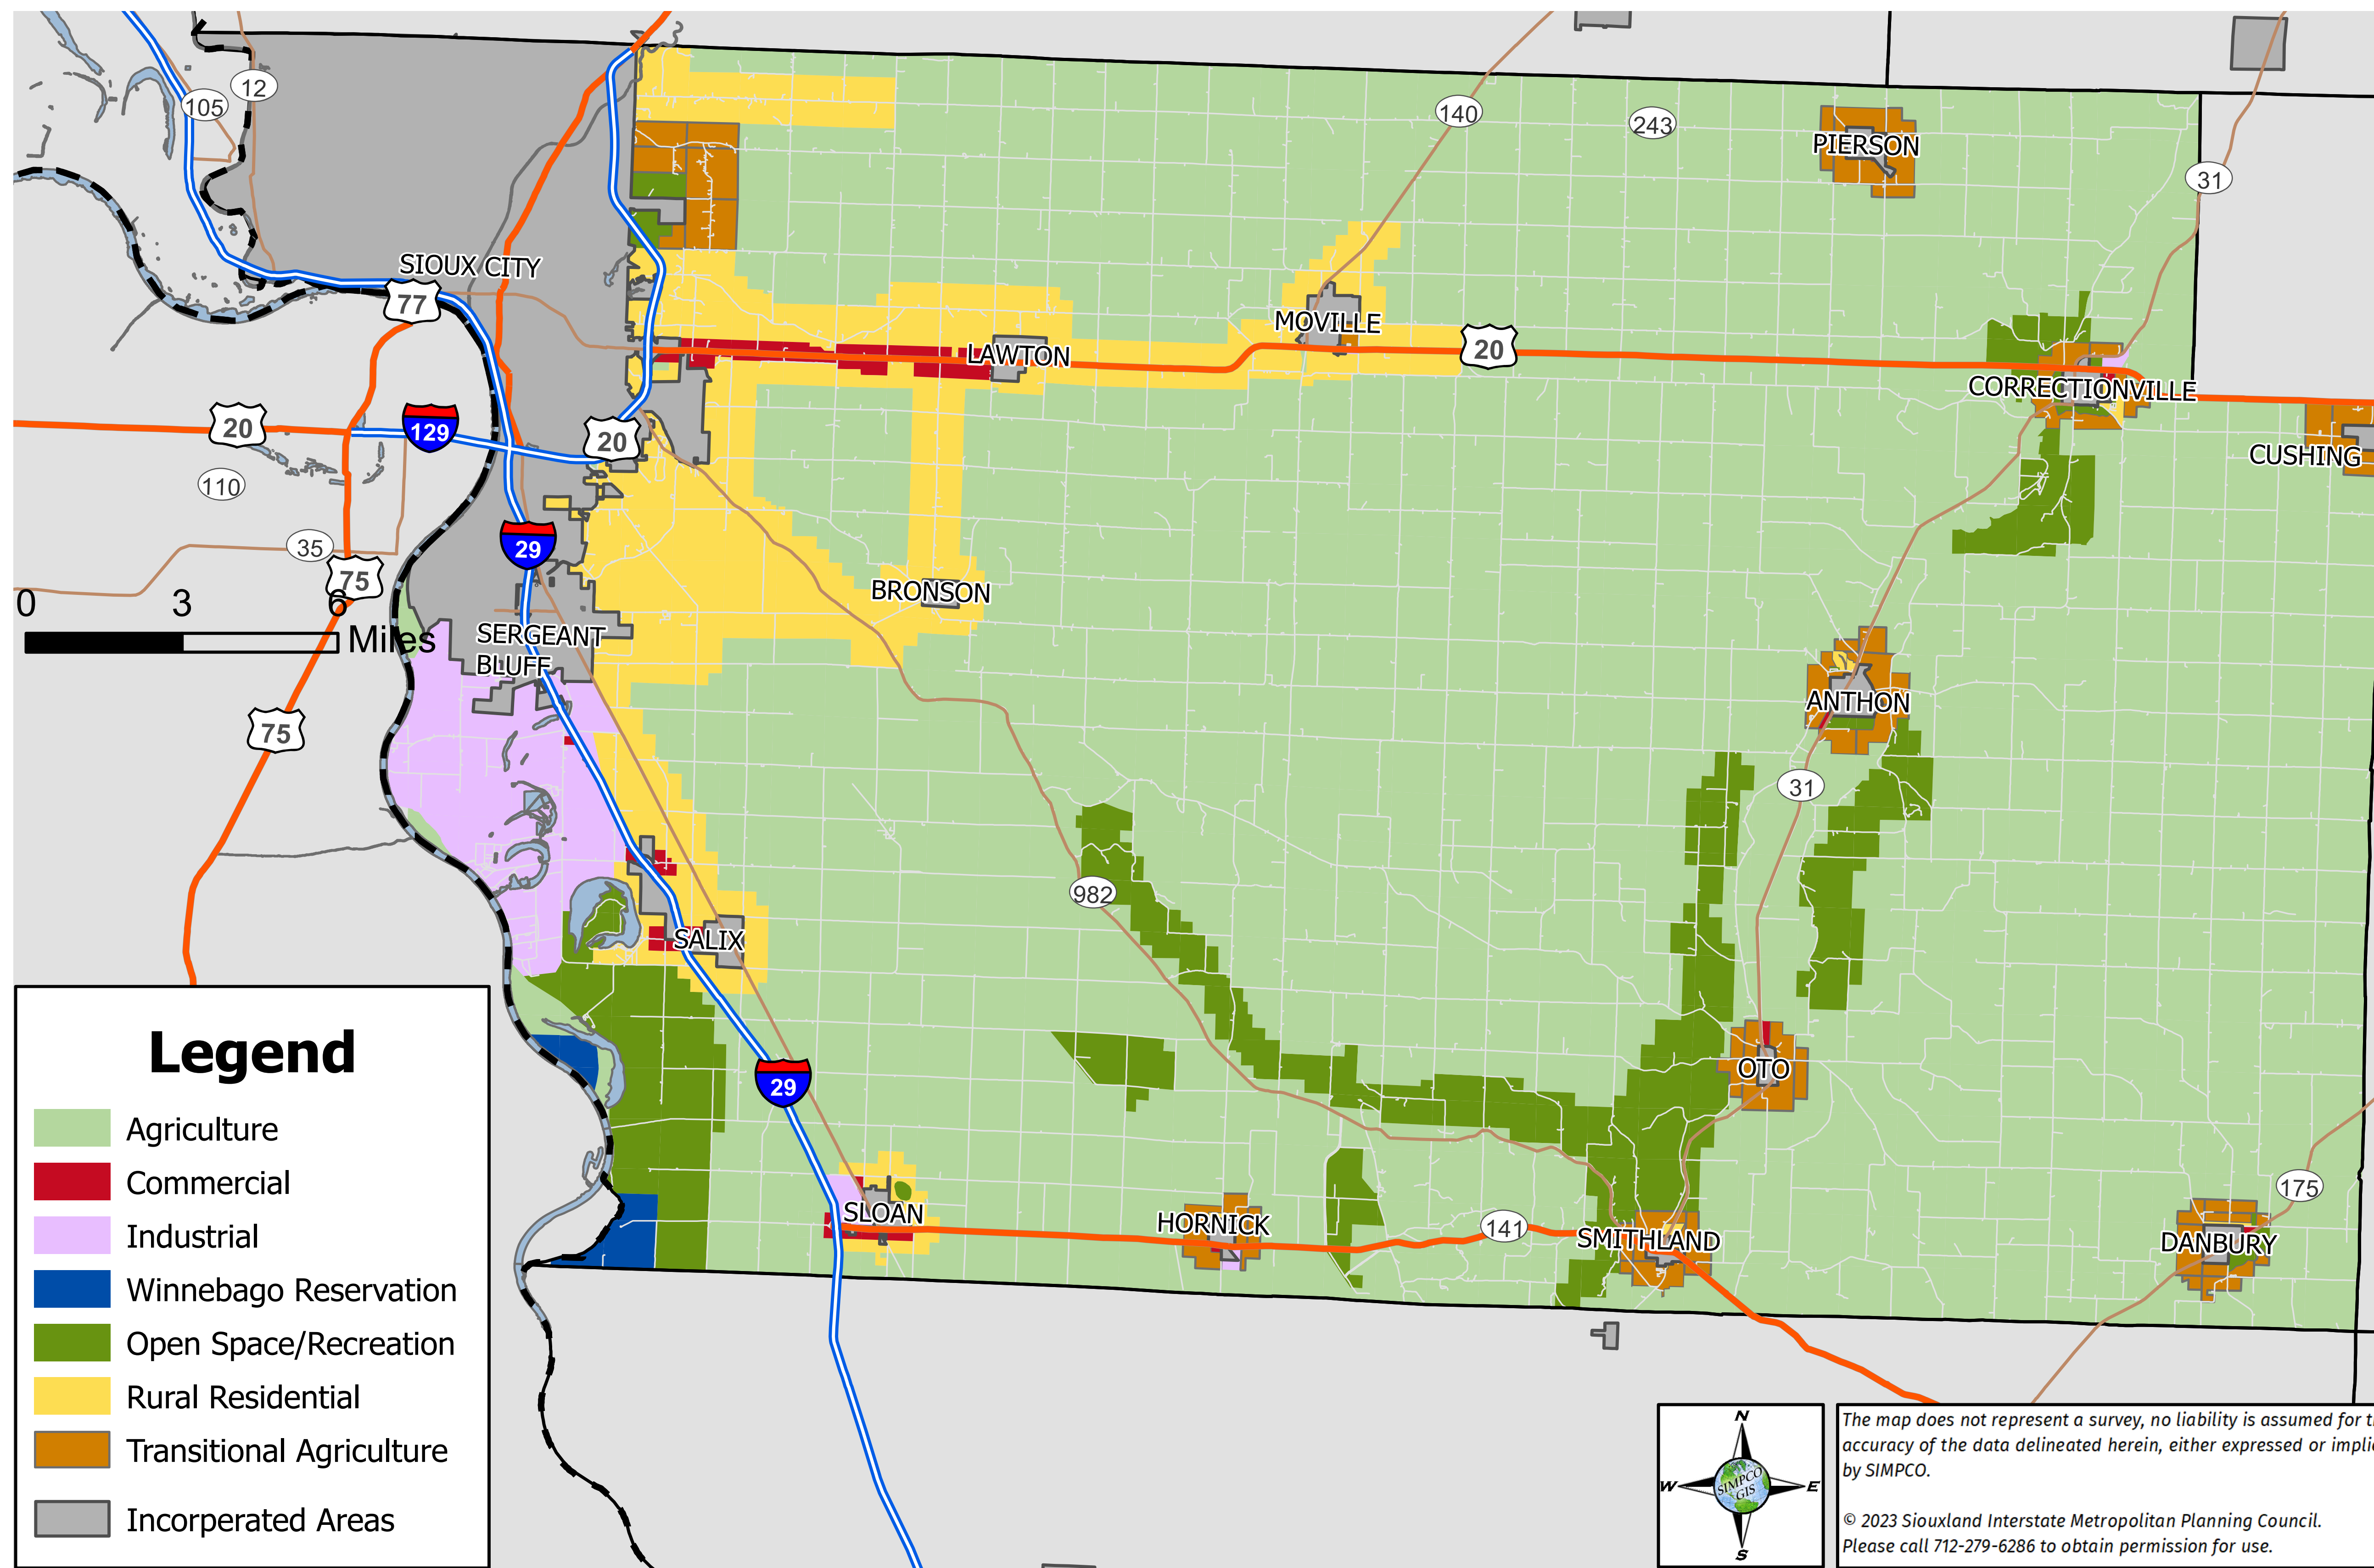 12
105
140
243
PIERSON
31
SIOUX CITY
77
MOVILLE
LAWTON
20
CORRECTIONVILLE
20
129
20
CUSHING
110
35
29
75
BRONSON
0 3 6
Miles
SERGEANT
BLUFF
ANTHON
75
31
982
SALIX
OTO
29
175
SLOAN
HORNICK
141
SMITHLAND
DANBURY
Legend
Agriculture
Commercial
Industrial
Winnebago Reservation
Open Space/Recreation
Rural Residential
Transitional Agriculture
Incorperated Areas
N
W
E
S
SIMPCO
GIS
The map does not represent a survey, no liability is assumed for
accuracy of the data delineated herein, either expressed or
by SIMPCO.
© 2023 Siouxland Interstate Metropolitan Planning Council.
Please call 712-279-6286 to obtain permission for use.